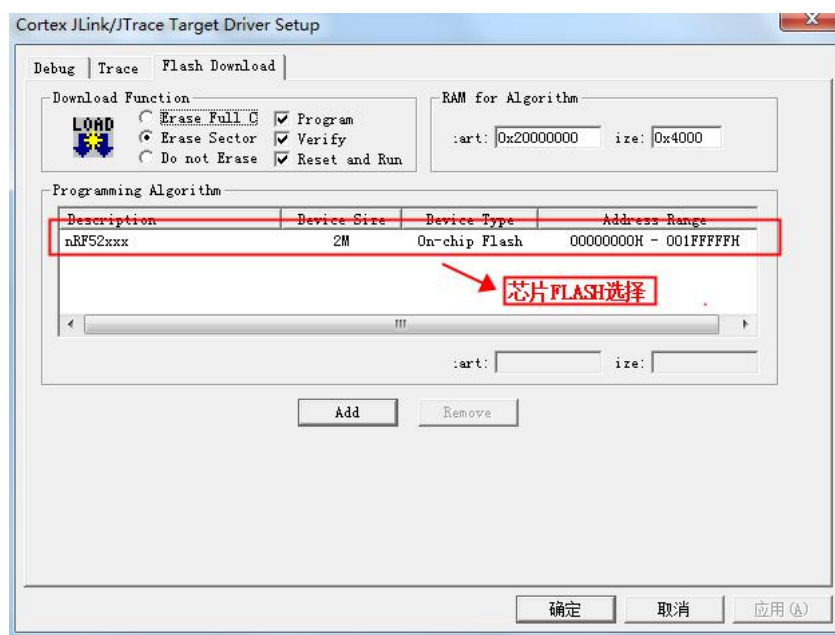 Cortex JLink/JTrace Target Driver Setup
Debug Trace Flash Download
Download Function
LOAD
Erase Full C
Erase Sector
Do not Erase
Program
Verify
Reset and Run
RAM for Algorithm
:art: 0x20000000 ize: 0x4000
Programming Algorithm
Description Device Size Device Type Address Range
nRF52xxx 2M On-chip Flash 00000000H - 001FFFFFH
芯片FLASH选择
:art: ize:
Add Remove
确定 取消 应用(A)